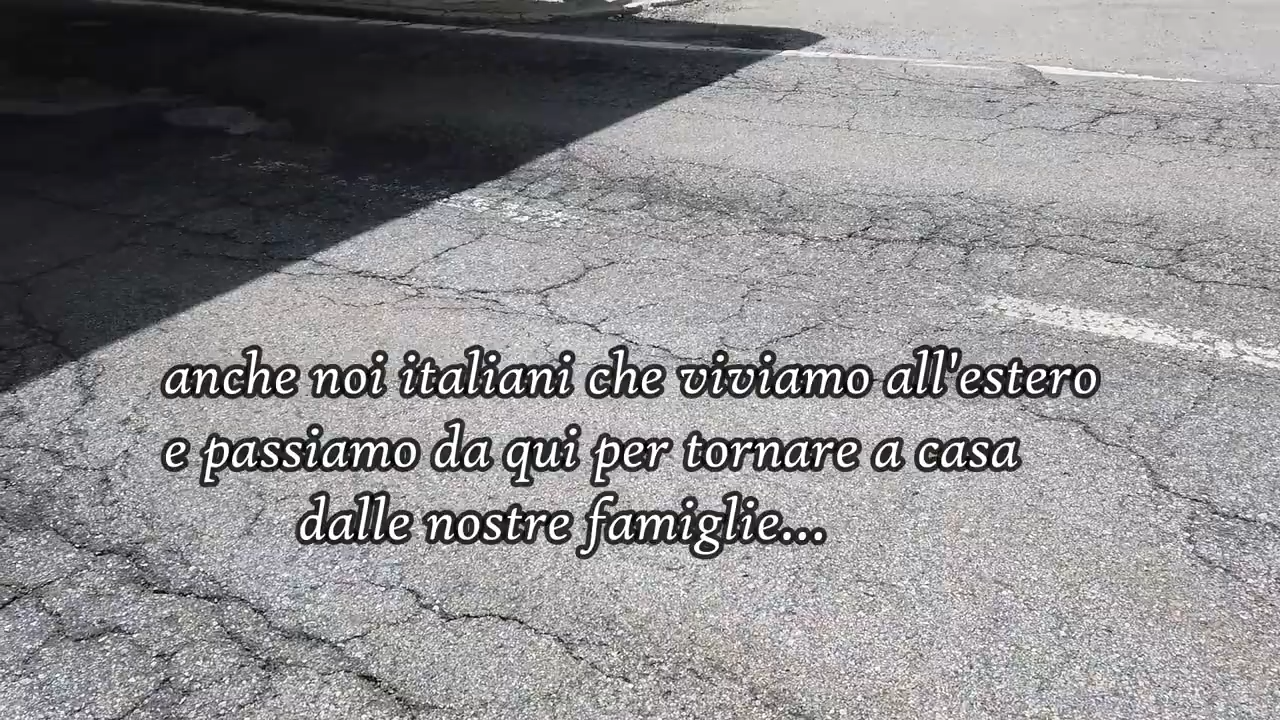 anche noi italiani che viviamo all'estero
e passiamo da qui per tornare a casa
dalle nostre famiglie...